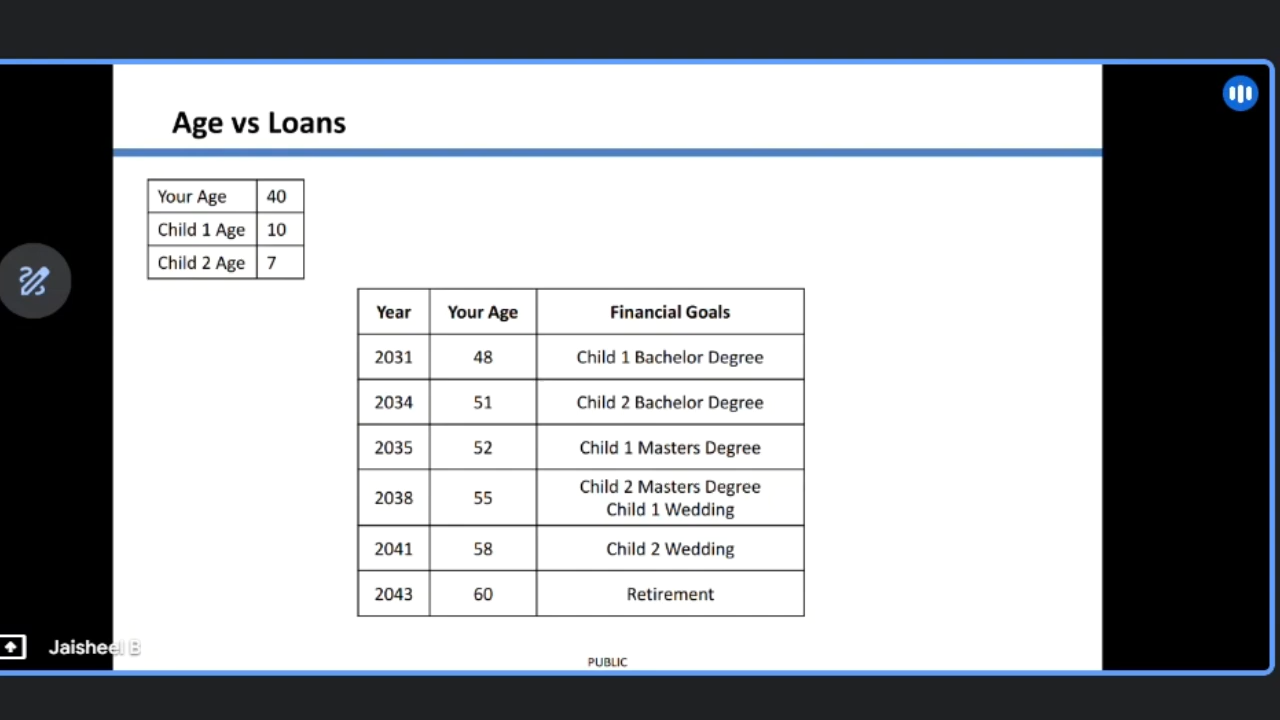 Age vs Loans
Your Age 40
Child 1 Age 10
Child 2 Age 7
Year Your Age Financial Goals
2031 48 Child 1 Bachelor Degree
2034 51 Child 2 Bachelor Degree
2035 52 Child 1 Masters Degree
2038 55 Child 2 Masters Degree
Child 1 Wedding
2041 58 Child 2 Wedding
2043 60 Retirement
Jaisheel B
PUBLIC